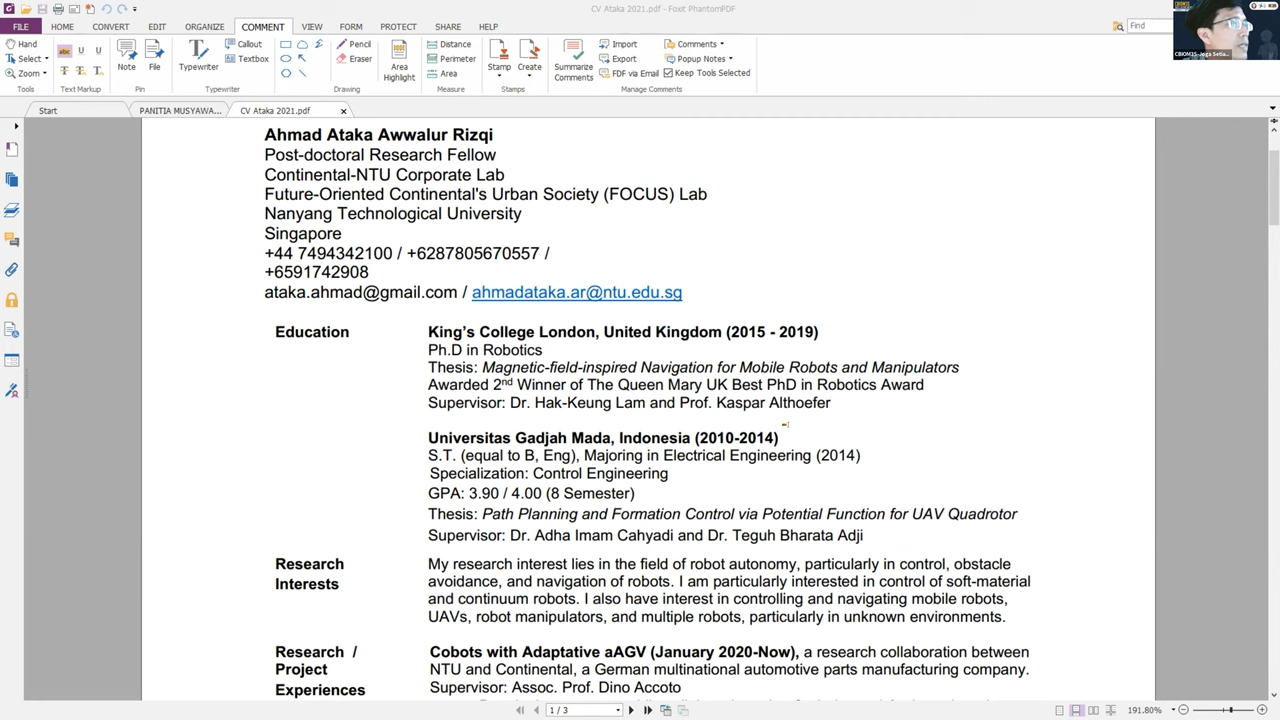 CV Ataka 2021.pdf - Foxit PhantomPDF
FILE HOME CONVERT EDIT ORGANIZE COMMENT VIEW FORM PROTECT SHARE HELP
Find
Hand
Select
Zoom
Tools
Text Markup
Note
File
Pin
Typewriter
Callout
Textbox
Typewriter
Pencil
Eraser
Drawing
Area Highlight
Distance
Perimeter
Area
Measure
Stamp
Create
Stamps
Summarize Comments
Import
Export
FDF via Email
Comments
Popup Notes
Keep Tools Selected
Manage Comments
Start
PANITIA MUSYAWA...
CV Ataka 2021.pdf
Ahmad Ataka Awwalur Rizqi
Post-doctoral Research Fellow
Continental-NTU Corporate Lab
Future-Oriented Continental's Urban Society (FOCUS) Lab
Nanyang Technological University
Singapore
+44 7494342100 / +6287805670557 /
+6591742908
ataka.ahmad@gmail.com / ahmadataka.ar@ntu.edu.sg
Education
King's College London, United Kingdom (2015 - 2019)
Ph.D in Robotics
Thesis: Magnetic-field-inspired Navigation for Mobile Robots and Manipulators
Awarded 2nd Winner of The Queen Mary UK Best PhD in Robotics Award
Supervisor: Dr. Hak-Keung Lam and Prof. Kaspar Althoefer
Universitas Gadjah Mada, Indonesia (2010-2014)
S.T. (equal to B, Eng), Majoring in Electrical Engineering (2014)
Specialization: Control Engineering
GPA: 3.90 / 4.00 (8 Semester)
Thesis: Path Planning and Formation Control via Potential Function for UAV Quadrotor
Supervisor: Dr. Adha Imam Cahyadi and Dr. Teguh Bharata Adji
Research Interests
My research interest lies in the field of robot autonomy, particularly in control, obstacle
avoidance, and navigation of robots. I am particularly interested in control of soft-material
and continuum robots. I also have interest in controlling and navigating mobile robots,
UAVs, robot manipulators, and multiple robots, particularly in unknown environments.
Research / Project Experiences
Cobots with Adaptative aAGV (January 2020-Now), a research collaboration between
NTU and Continental, a German multinational automotive parts manufacturing company.
Supervisor: Assoc. Prof. Dino Accoto
1 / 3
191.80%